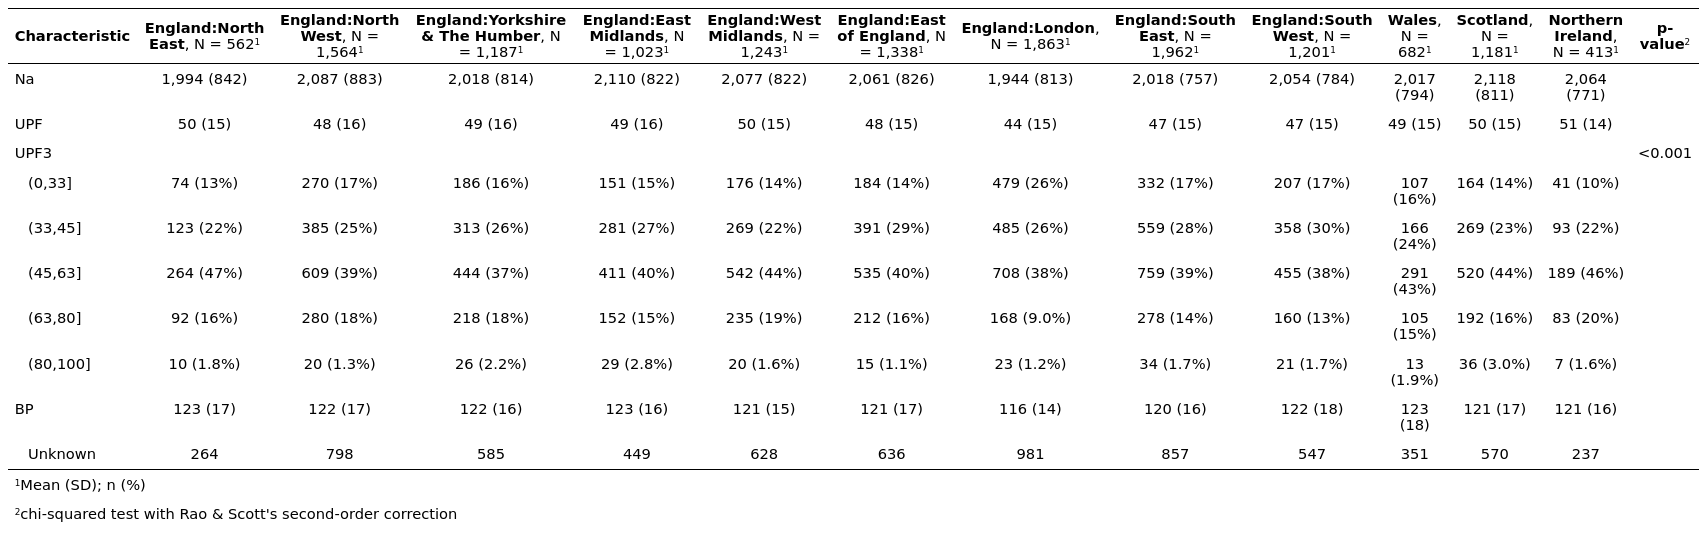 Characteristic England:North East, N = 562¹ England:North West, N = 1,564¹ England:Yorkshire & The Humber, N = 1,187¹ England:East Midlands, N = 1,023¹ England:West Midlands, N = 1,243¹ England:East of England, N = 1,338¹ England:London, N = 1,863¹ England:South East, N = 1,962¹ England:South West, N = 1,201¹ Wales, N = 682¹ Scotland, N = 1,181¹ Northern Ireland, N = 413¹ p-value²
Na 1,994 (842) 2,087 (883) 2,018 (814) 2,110 (822) 2,077 (822) 2,061 (826) 1,944 (813) 2,018 (757) 2,054 (784) 2,017 (794) 2,118 (811) 2,064 (771)
UPF 50 (15) 48 (16) 49 (16) 49 (16) 50 (15) 48 (15) 44 (15) 47 (15) 47 (15) 49 (15) 50 (15) 51 (14)
UPF3 <0.001
(0,33] 74 (13%) 270 (17%) 186 (16%) 151 (15%) 176 (14%) 184 (14%) 479 (26%) 332 (17%) 207 (17%) 107 (16%) 164 (14%) 41 (10%)
(33,45] 123 (22%) 385 (25%) 313 (26%) 281 (27%) 269 (22%) 391 (29%) 485 (26%) 559 (28%) 358 (30%) 166 (24%) 269 (23%) 93 (22%)
(45,63] 264 (47%) 609 (39%) 444 (37%) 411 (40%) 542 (44%) 535 (40%) 708 (38%) 759 (39%) 455 (38%) 291 (43%) 520 (44%) 189 (46%)
(63,80] 92 (16%) 280 (18%) 218 (18%) 152 (15%) 235 (19%) 212 (16%) 168 (9.0%) 278 (14%) 160 (13%) 105 (15%) 192 (16%) 83 (20%)
(80,100] 10 (1.8%) 20 (1.3%) 26 (2.2%) 29 (2.8%) 20 (1.6%) 15 (1.1%) 23 (1.2%) 34 (1.7%) 21 (1.7%) 13 (1.9%) 36 (3.0%) 7 (1.6%)
BP 123 (17) 122 (17) 122 (16) 123 (16) 121 (15) 121 (17) 116 (14) 120 (16) 122 (18) 123 (18) 121 (17) 121 (16)
Unknown 264 798 585 449 628 636 981 857 547 351 570 237
¹Mean (SD); n (%)
²chi-squared test with Rao & Scott's second-order correction